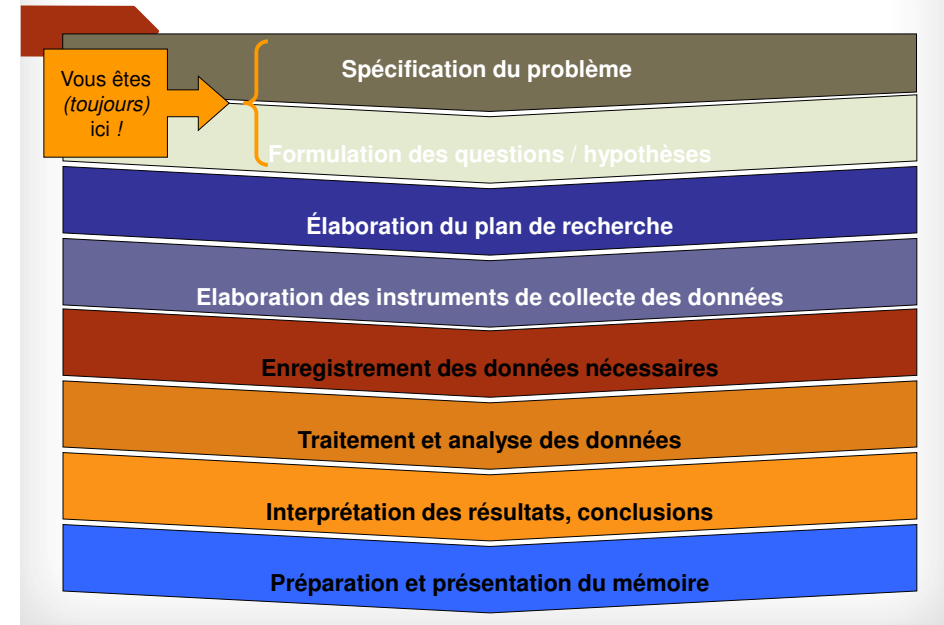 Vous êtes
(toujours)
ici !
Spécification du problème
Formulation des questions / hypothèses
Élaboration du plan de recherche
Elaboration des instruments de collecte des données
Enregistrement des données nécessaires
Traitement et analyse des données
Interprétation des résultats, conclusions
Préparation et présentation du mémoire